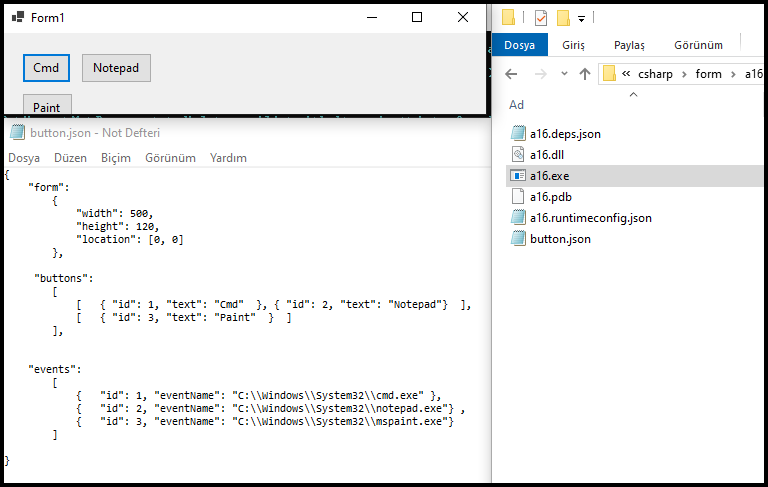 Form1
Cmd
Notepad
Paint
button.json - Not Defteri
Dosya Düzen Biçim Görünüm Yardım
{
"form":
{
"width": 500,
"height": 120,
"location": [0, 0]
},
"buttons":
[
[ { "id": 1, "text": "Cmd" }, { "id": 2, "text": "Notepad"} ],
[ { "id": 3, "text": "Paint" } ]
],
"events":
[
{ "id": 1, "eventName": "C:\\Windows\\System32\\cmd.exe" },
{ "id": 2, "eventName": "C:\\Windows\\System32\\notepad.exe"} ,
{ "id": 3, "eventName": "C:\\Windows\\System32\\mspaint.exe"}
]
}
Dosya Giriş Paylaş Görünüm
« csharp › form › a16
Ad
a16.deps.json
a16.dll
a16.exe
a16.pdb
a16.runtimeconfig.json
button.json